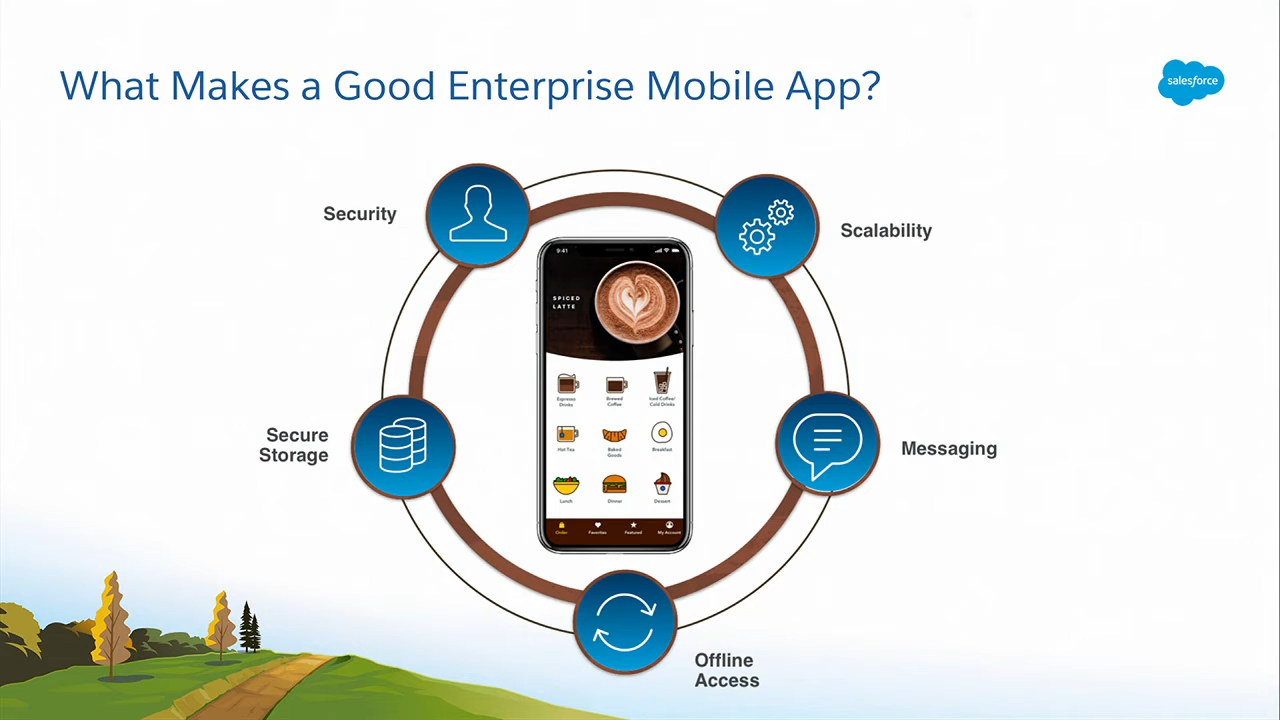 What Makes a Good Enterprise Mobile App?
salesforce
Security
Scalability
9:41
SPICED
LATTE
Espresso
Drinks
Brewed
Coffee
Iced Coffee/
Cold Drinks
Hot Tea
Baked
Goods
Breakfast
Lunch
Dinner
Dessert
Order
Favorites
Featured
My Account
Secure
Storage
Messaging
Offline
Access